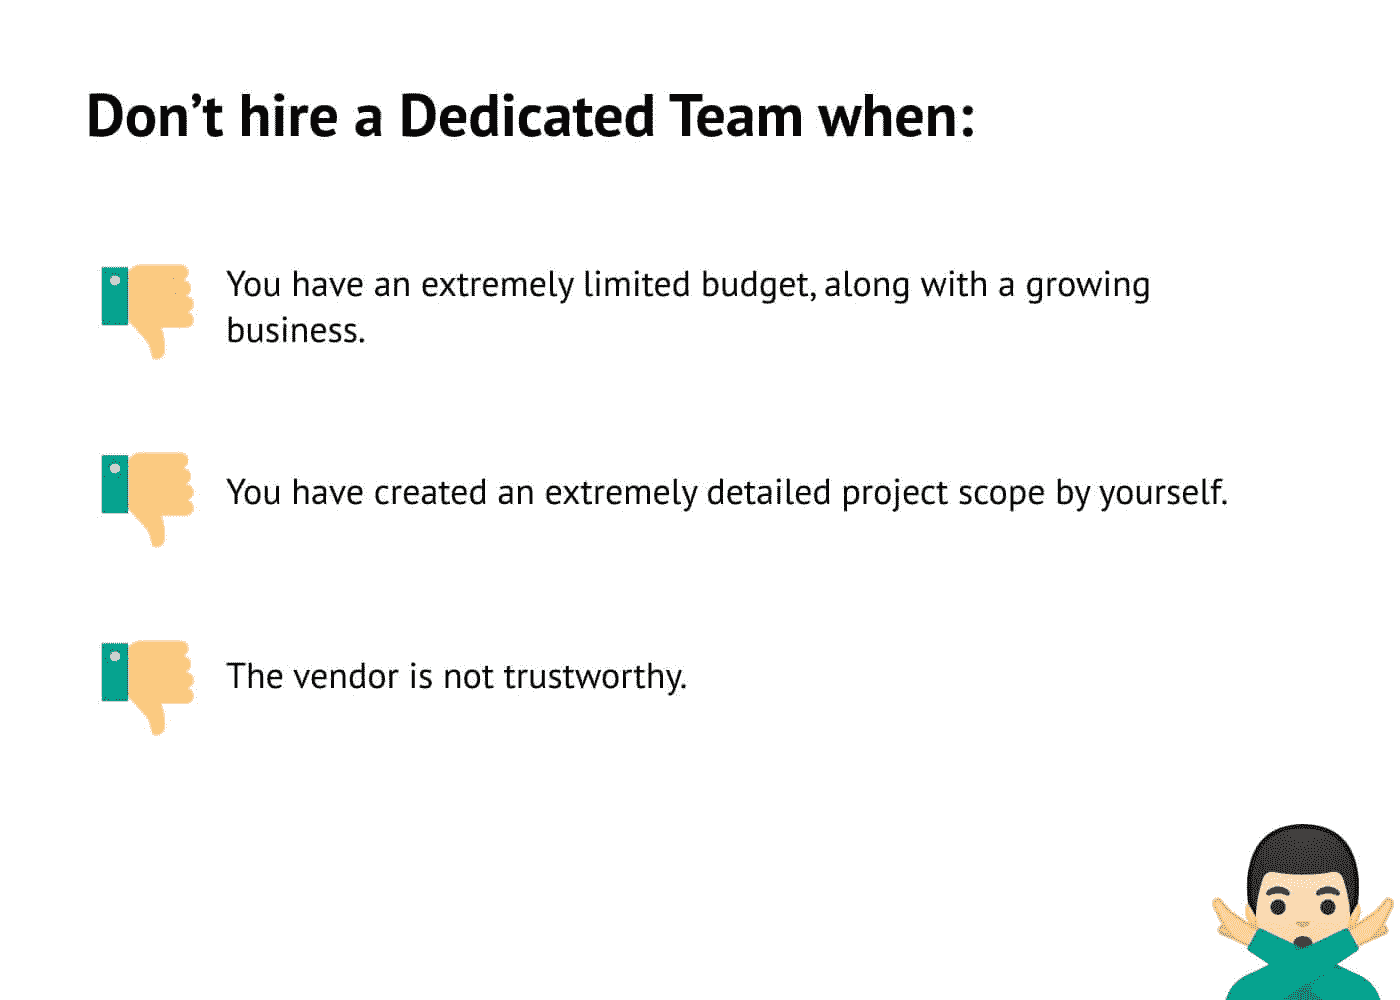 Don’t hire a Dedicated Team when:
You have an extremely limited budget, along with a growing
business.
You have created an extremely detailed project scope by yourself.
The vendor is not trustworthy.